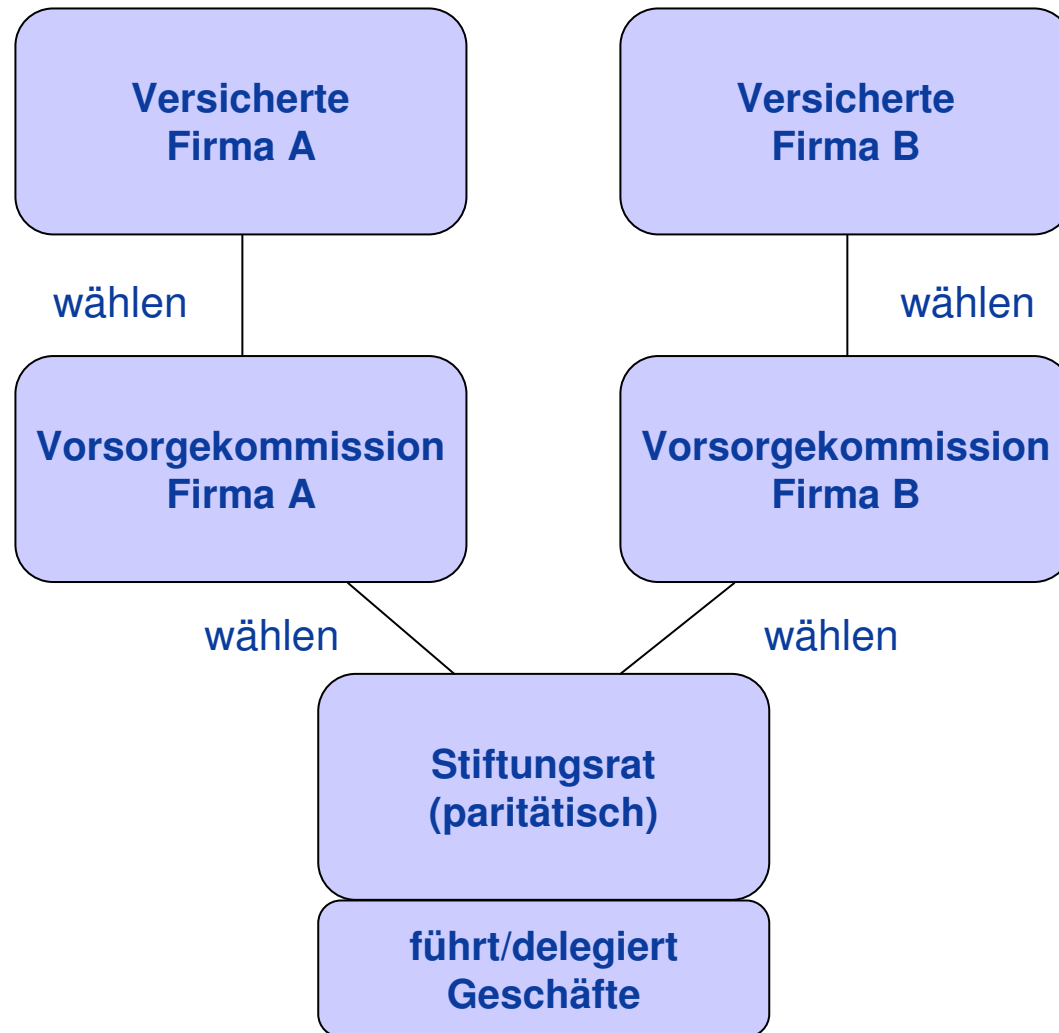 Versicherte
Firma A
Versicherte
Firma B
wählen
wählen
Vorsorgekommission
Firma A
Vorsorgekommission
Firma B
wählen
wählen
Stiftungsrat
(paritätisch)
führt/delegiert
Geschäfte